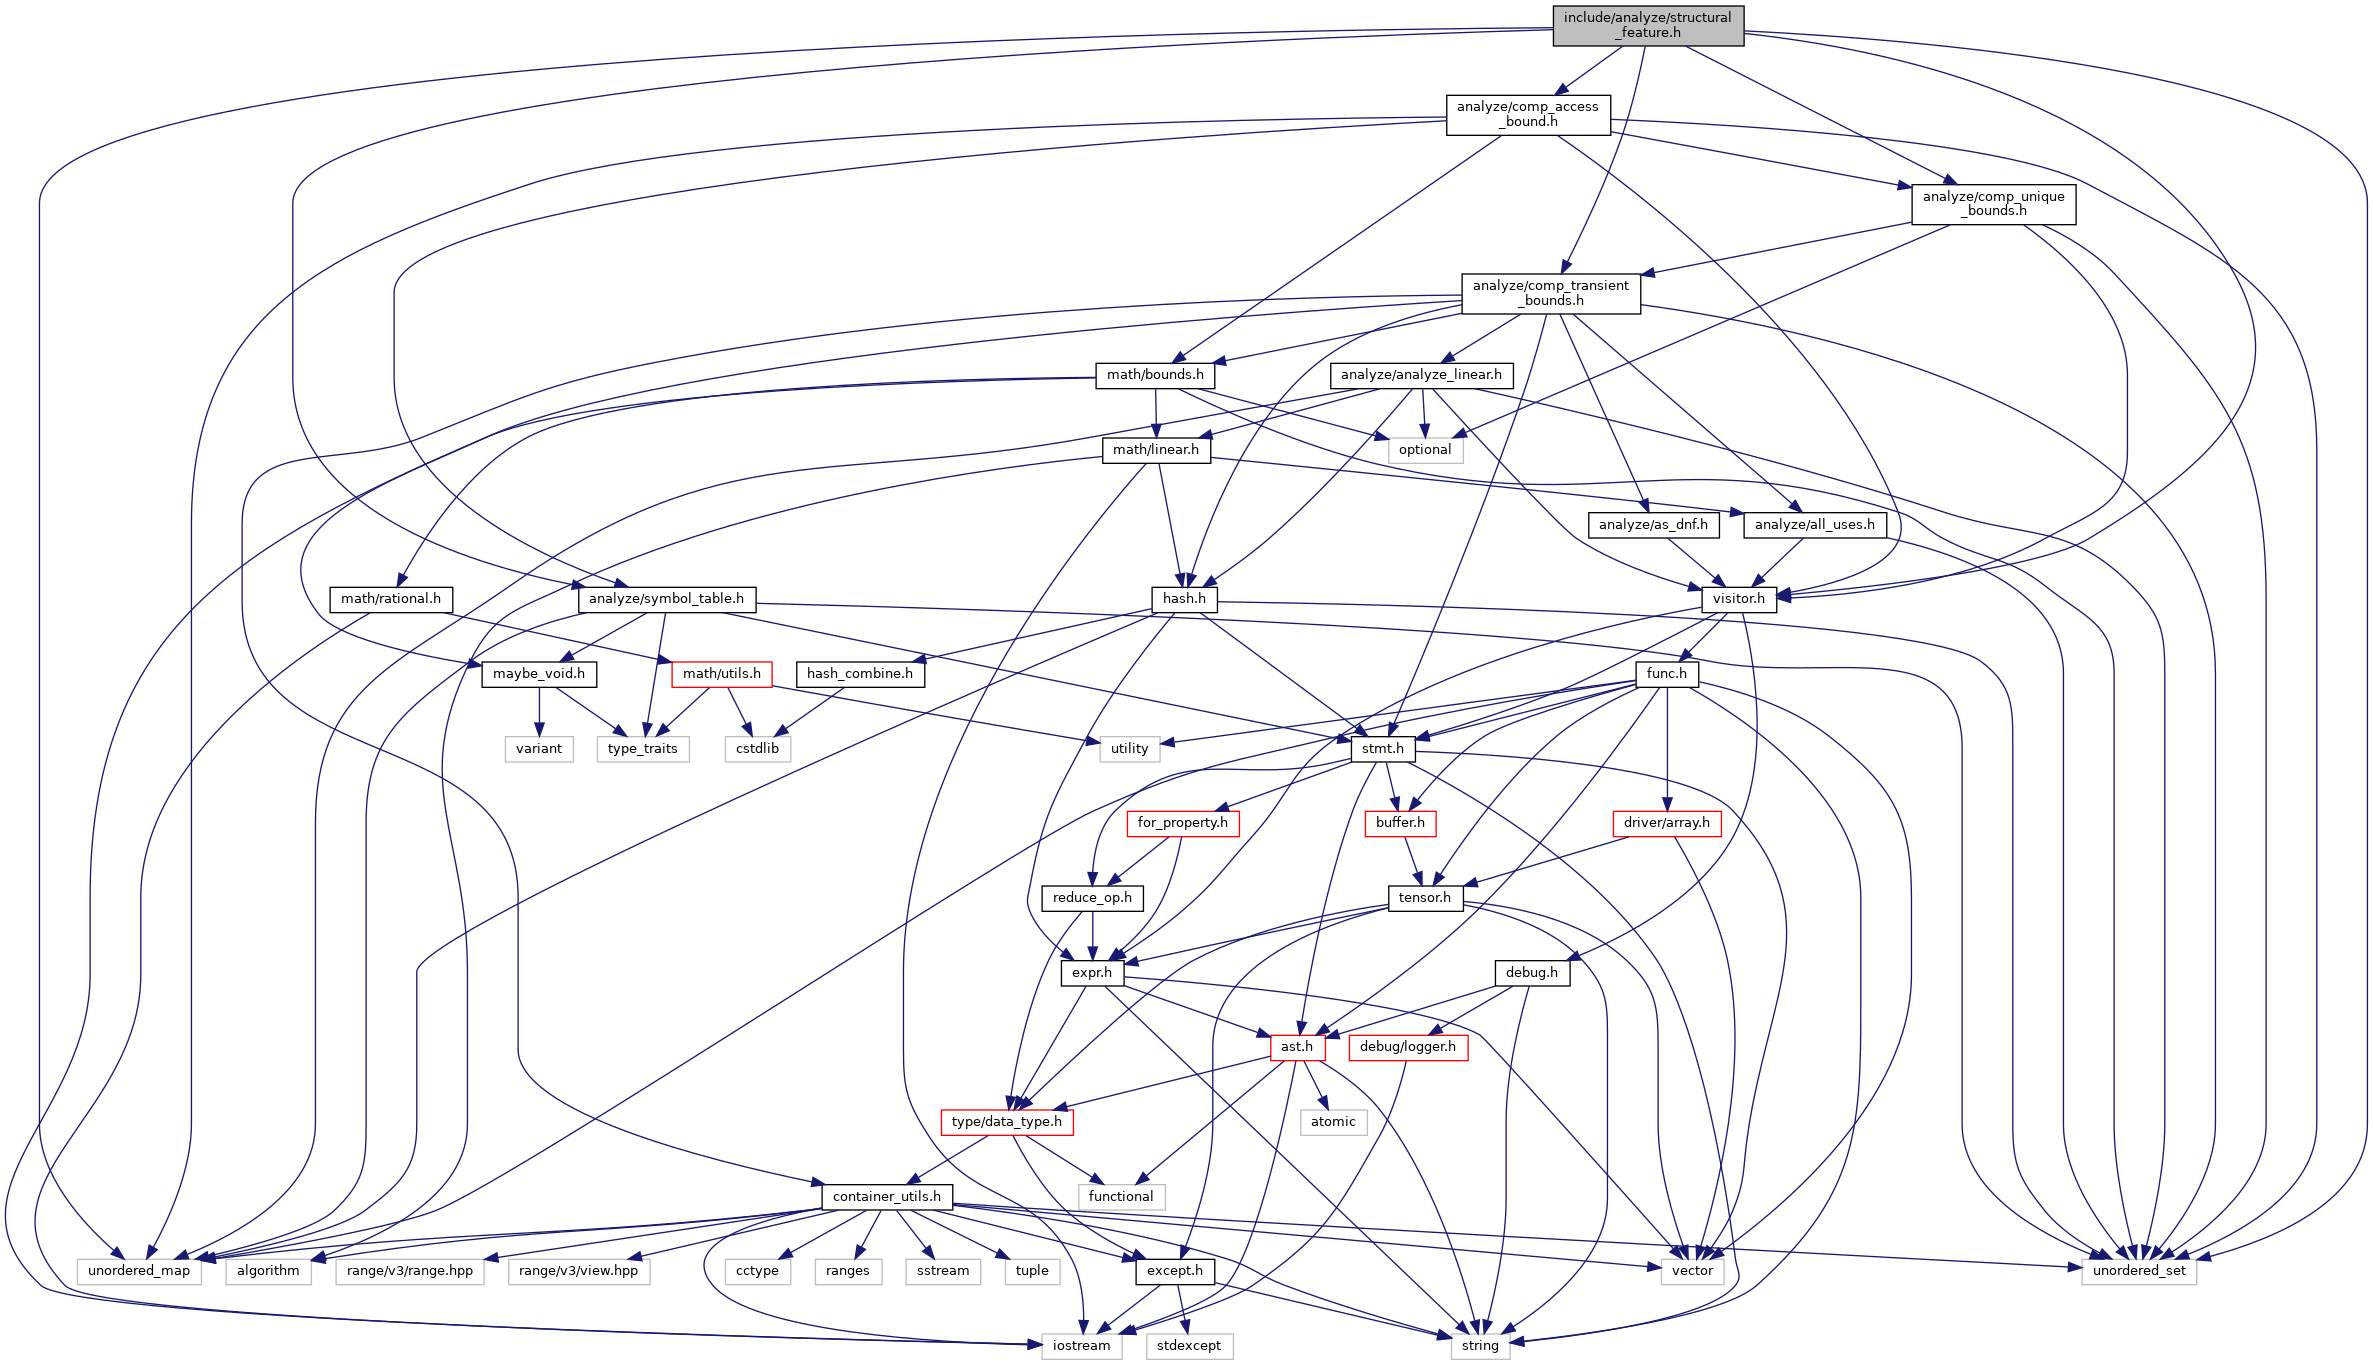 include/analyze/structural
_feature.h
analyze/comp_access
_bound.h
analyze/comp_unique
_bounds.h
analyze/comp_transient
_bounds.h
math/bounds.h
analyze/analyze_linear.h
math/linear.h
optional
analyze/as_dnf.h
analyze/all_uses.h
math/rational.h
analyze/symbol_table.h
hash.h
visitor.h
maybe_void.h
math/utils.h
hash_combine.h
func.h
variant
type_traits
cstdlib
utility
stmt.h
for_property.h
buffer.h
driver/array.h
reduce_op.h
tensor.h
expr.h
debug.h
ast.h
debug/logger.h
type/data_type.h
atomic
container_utils.h
functional
unordered_map
algorithm
range/v3/range.hpp
range/v3/view.hpp
cctype
ranges
sstream
tuple
except.h
vector
unordered_set
iostream
stdexcept
string